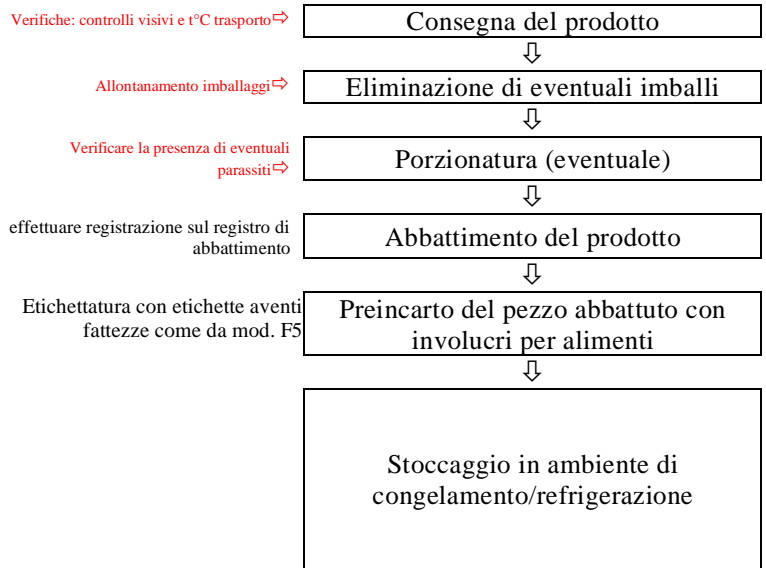 Verifiche: controlli visivi e t°C trasporto⇨
Consegna del prodotto
⇩
Allontanamento imballaggi⇨
Eliminazione di eventuali imballi
⇩
Verificare la presenza di eventuali
parassiti⇨
Porzionatura (eventuale)
⇩
effettuare registrazione sul registro di
abbattimento
Abbattimento del prodotto
⇩
Etichettatura con etichette aventi
fattezze come da mod. F5
Preincarto del pezzo abbattuto con
involucri per alimenti
⇩
Stoccaggio in ambiente di
congelamento/refrigerazione